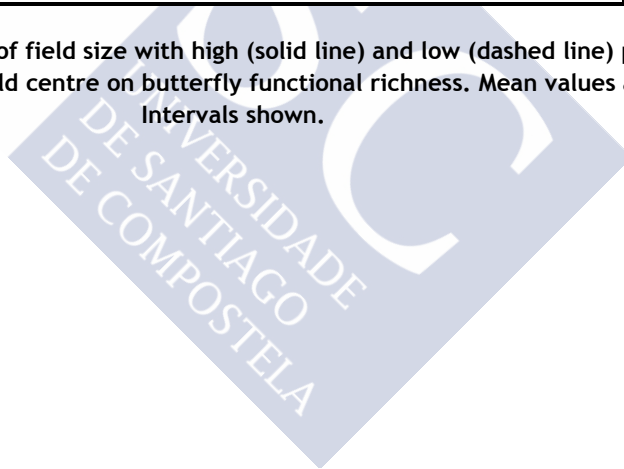 of field size with high (solid line) and low (dashed line)
ld centre on butterfly functional richness. Mean values
Intervals shown.
UNIVERSIDADE
DE SANTIAGO
DE COMPOSTELA